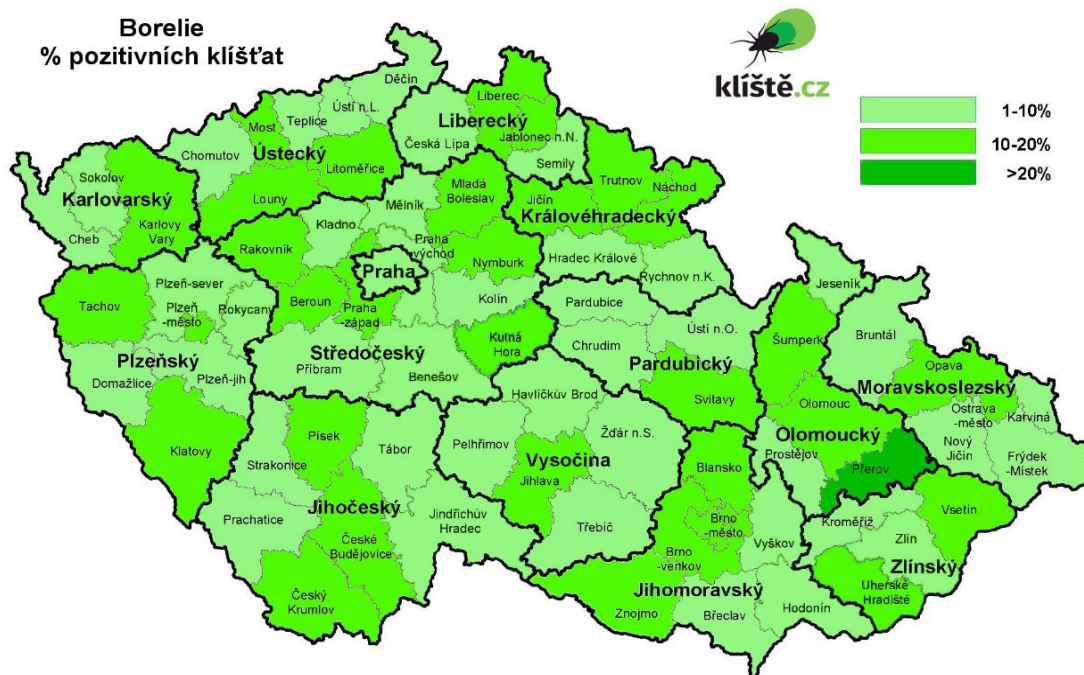 Borelie
% pozitivních klíšťat
klíště.cz
1-10%
10-20%
>20%
Děčín
Ústí n.L.
Teplice
Most
Chomutov
Ústecký
Litoměřice
Louny
Liberec
Liberecký
Česká Lípa
Jablonec n.N.
Semily
Sokolov
Karlovarský
Karlovy
Vary
Cheb
Mladá
Boleslav
Mělník
Kladno
Rakovník
Praha
-východ
Nymburk
Praha
Beroun
Praha
-západ
Kolín
Kutná
Hora
Středočeský
Příbram
Benešov
Trutnov
Náchod
Jičín
Královéhradecký
Hradec Králové
Rychnov n.K.
Tachov
Plzeň-sever
Plzeň
-město
Rokycany
Plzeňský
Domažlice
Plzeň-jih
Klatovy
Pardubice
Ústí n.O.
Chrudim
Pardubický
Svitavy
Jeseník
Šumperk
Olomouc
Olomoucký
Prostějov
Přerov
Bruntál
Opava
Moravskoslezský
Ostrava
-město
Karviná
Nový
Jičín
Frýdek
-Místek
Havlíčkův Brod
Pelhřimov
Žďár n.S.
Vysočina
Jihlava
Třebíč
Písek
Tábor
Strakonice
Jihočeský
Prachatice
Jindřichův
Hradec
České
Budějovice
Český
Krumlov
Blansko
Brno
-město
Vyškov
Brno
-venkov
Jihomoravský
Znojmo
Břeclav
Hodonín
Kroměříž
Vsetín
Zlín
Zlínský
Uherské
Hradiště